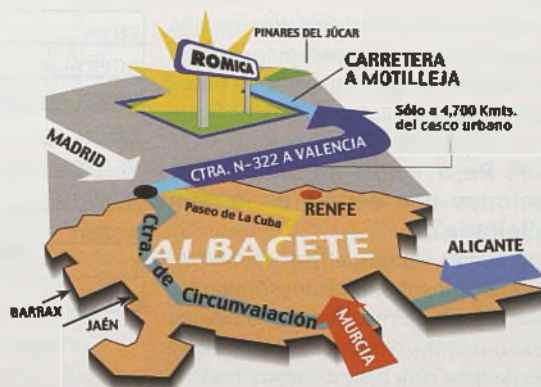 PINARES DEL JÚCAR
ROMICA
CARRETERA
A MOTILLEJA
Sólo a 4,700 Kmts.
del casco urbano
MADRID
CTRA. N-322 A VALENCIA
Paseo de La Cuba
RENFE
ALBACETE
ALICANTE
Ctra. de Circunvalación
BARRAX
JAÉN
MURCIA